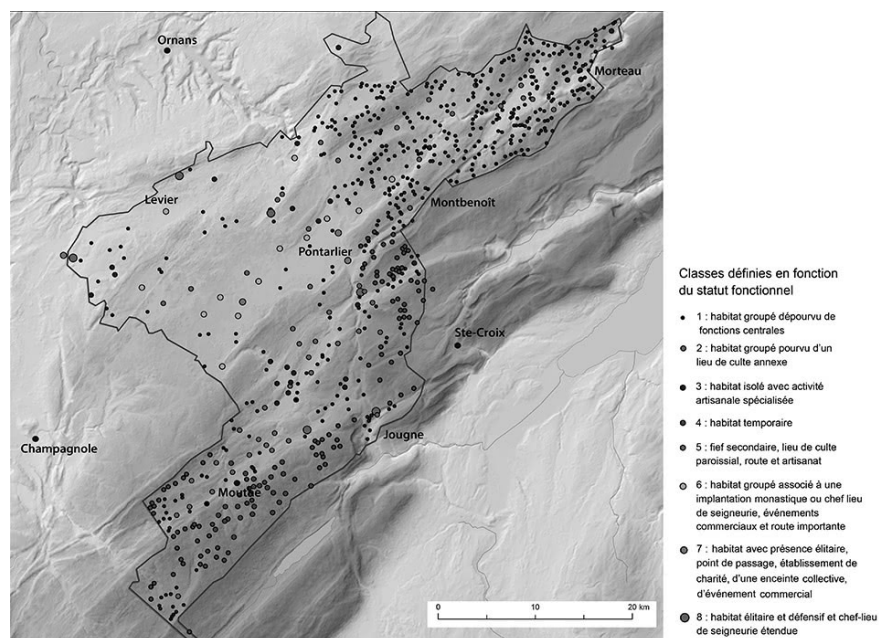 Ornans
Morteau
Levier
Montbenoît
Pontarlier
Ste-Croix
Champagnole
Jougne
Mouthe
0 10 20 km
Classes définies en fonction
du statut fonctionnel
1 : habitat groupé dépourvu de
fonctions centrales
2 : habitat groupé pourvu d'un
lieu de culte annexe
3 : habitat isolé avec activité
artisanale spécialisée
4 : habitat temporaire
5 : fief secondaire, lieu de culte
paroissial, route et artisanat
6 : habitat groupé associé à une
implantation monastique ou chef lieu
de seigneurie, événements
commerciaux et route importante
7 : habitat avec présence élitaire,
point de passage, établissement de
charité, d'une enceinte collective,
d'événement commercial
8 : habitat élitaire et défensif et chef-lieu
de seigneurie étendue